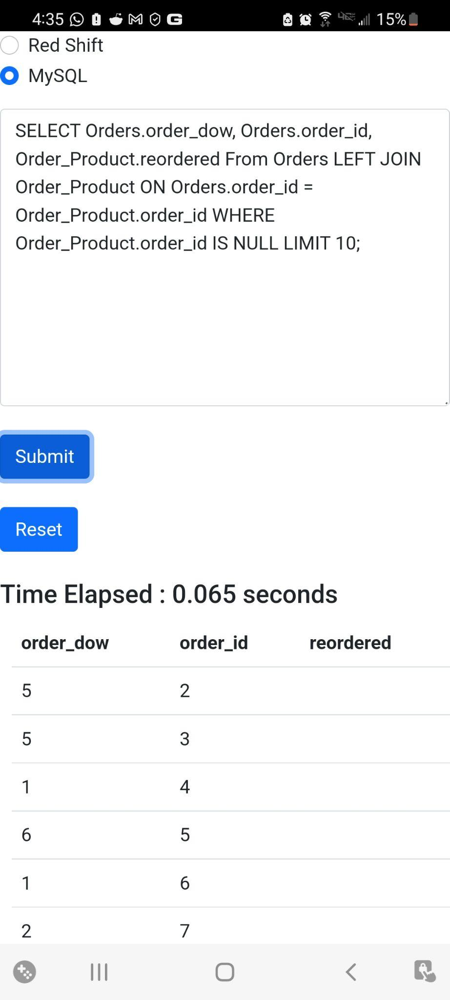 4:35 15%
Red Shift
MySQL
SELECT Orders.order_dow, Orders.order_id,
Order_Product.reordered From Orders LEFT JOIN
Order_Product ON Orders.order_id =
Order_Product.order_id WHERE
Order_Product.order_id IS NULL LIMIT 10;
Submit
Reset
Time Elapsed : 0.065 seconds
order_dow order_id reordered
5 2
5 3
1 4
6 5
1 6
2 7